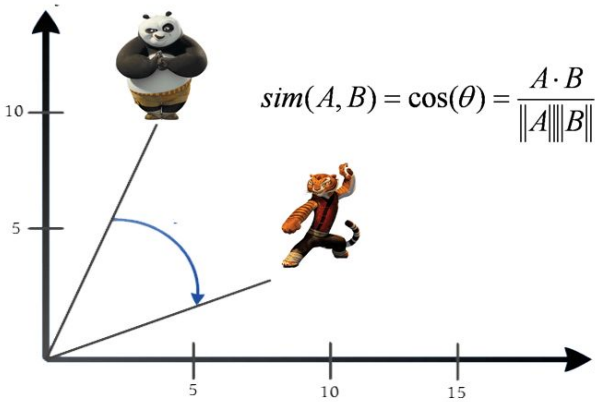 10
5
sim(A, B) = cos(θ) = A · B / ‖A‖‖B‖
5 10 15